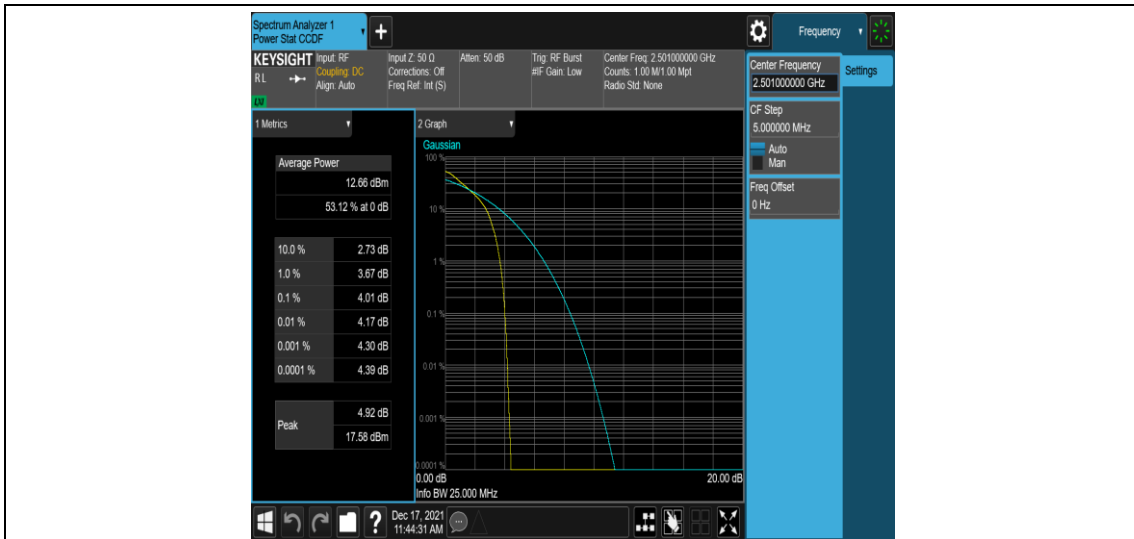 Spectrum Analyzer 1
Power Stat CCDF
+
Frequency
KEYSIGHT
RL
LXI
Input: RF
Coupling: DC
Align: Auto
Input Z: 50 Ω
Corrections: Off
Freq Ref: Int (S)
Atten: 50 dB
Trig: RF Burst
#IF Gain: Low
Center Freq: 2.501000000 GHz
Counts: 1.00 M/1.00 Mpt
Radio Std: None
Center Frequency
2.501000000 GHz
Settings
CF Step
5.000000 MHz
Auto
Man
Freq Offset
0 Hz
1 Metrics
Average Power
12.66 dBm
53.12 % at 0 dB
10.0 % 2.73 dB
1.0 % 3.67 dB
0.1 % 4.01 dB
0.01 % 4.17 dB
0.001 % 4.30 dB
0.0001 % 4.39 dB
Peak
4.92 dB
17.58 dBm
2 Graph
Gaussian
100 %
10 %
1 %
0.1 %
0.01 %
0.001 %
0.0001 %
0.00 dB 20.00 dB
Info BW 25.000 MHz
?
Dec 17, 2021
11:44:31 AM